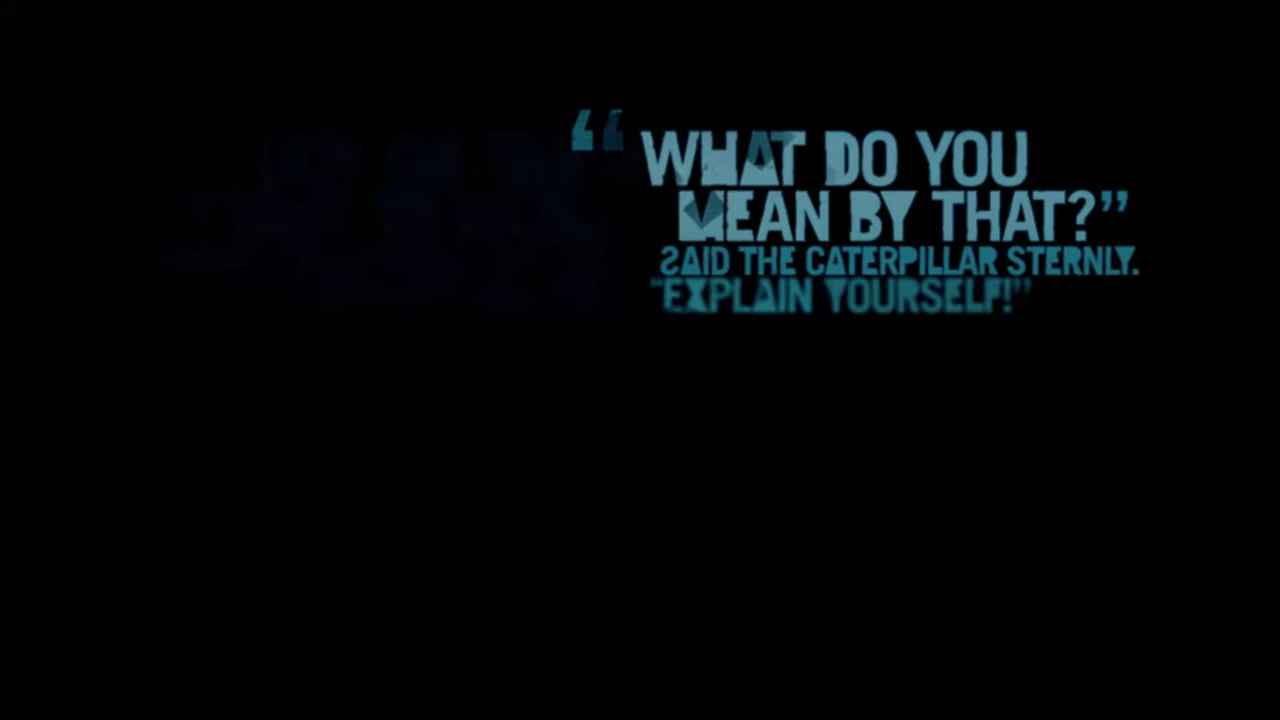 “WHAT DO YOU
MEAN BY THAT?”
SAID THE CATERPILLAR STERNLY.
“EXPLAIN YOURSELF!”